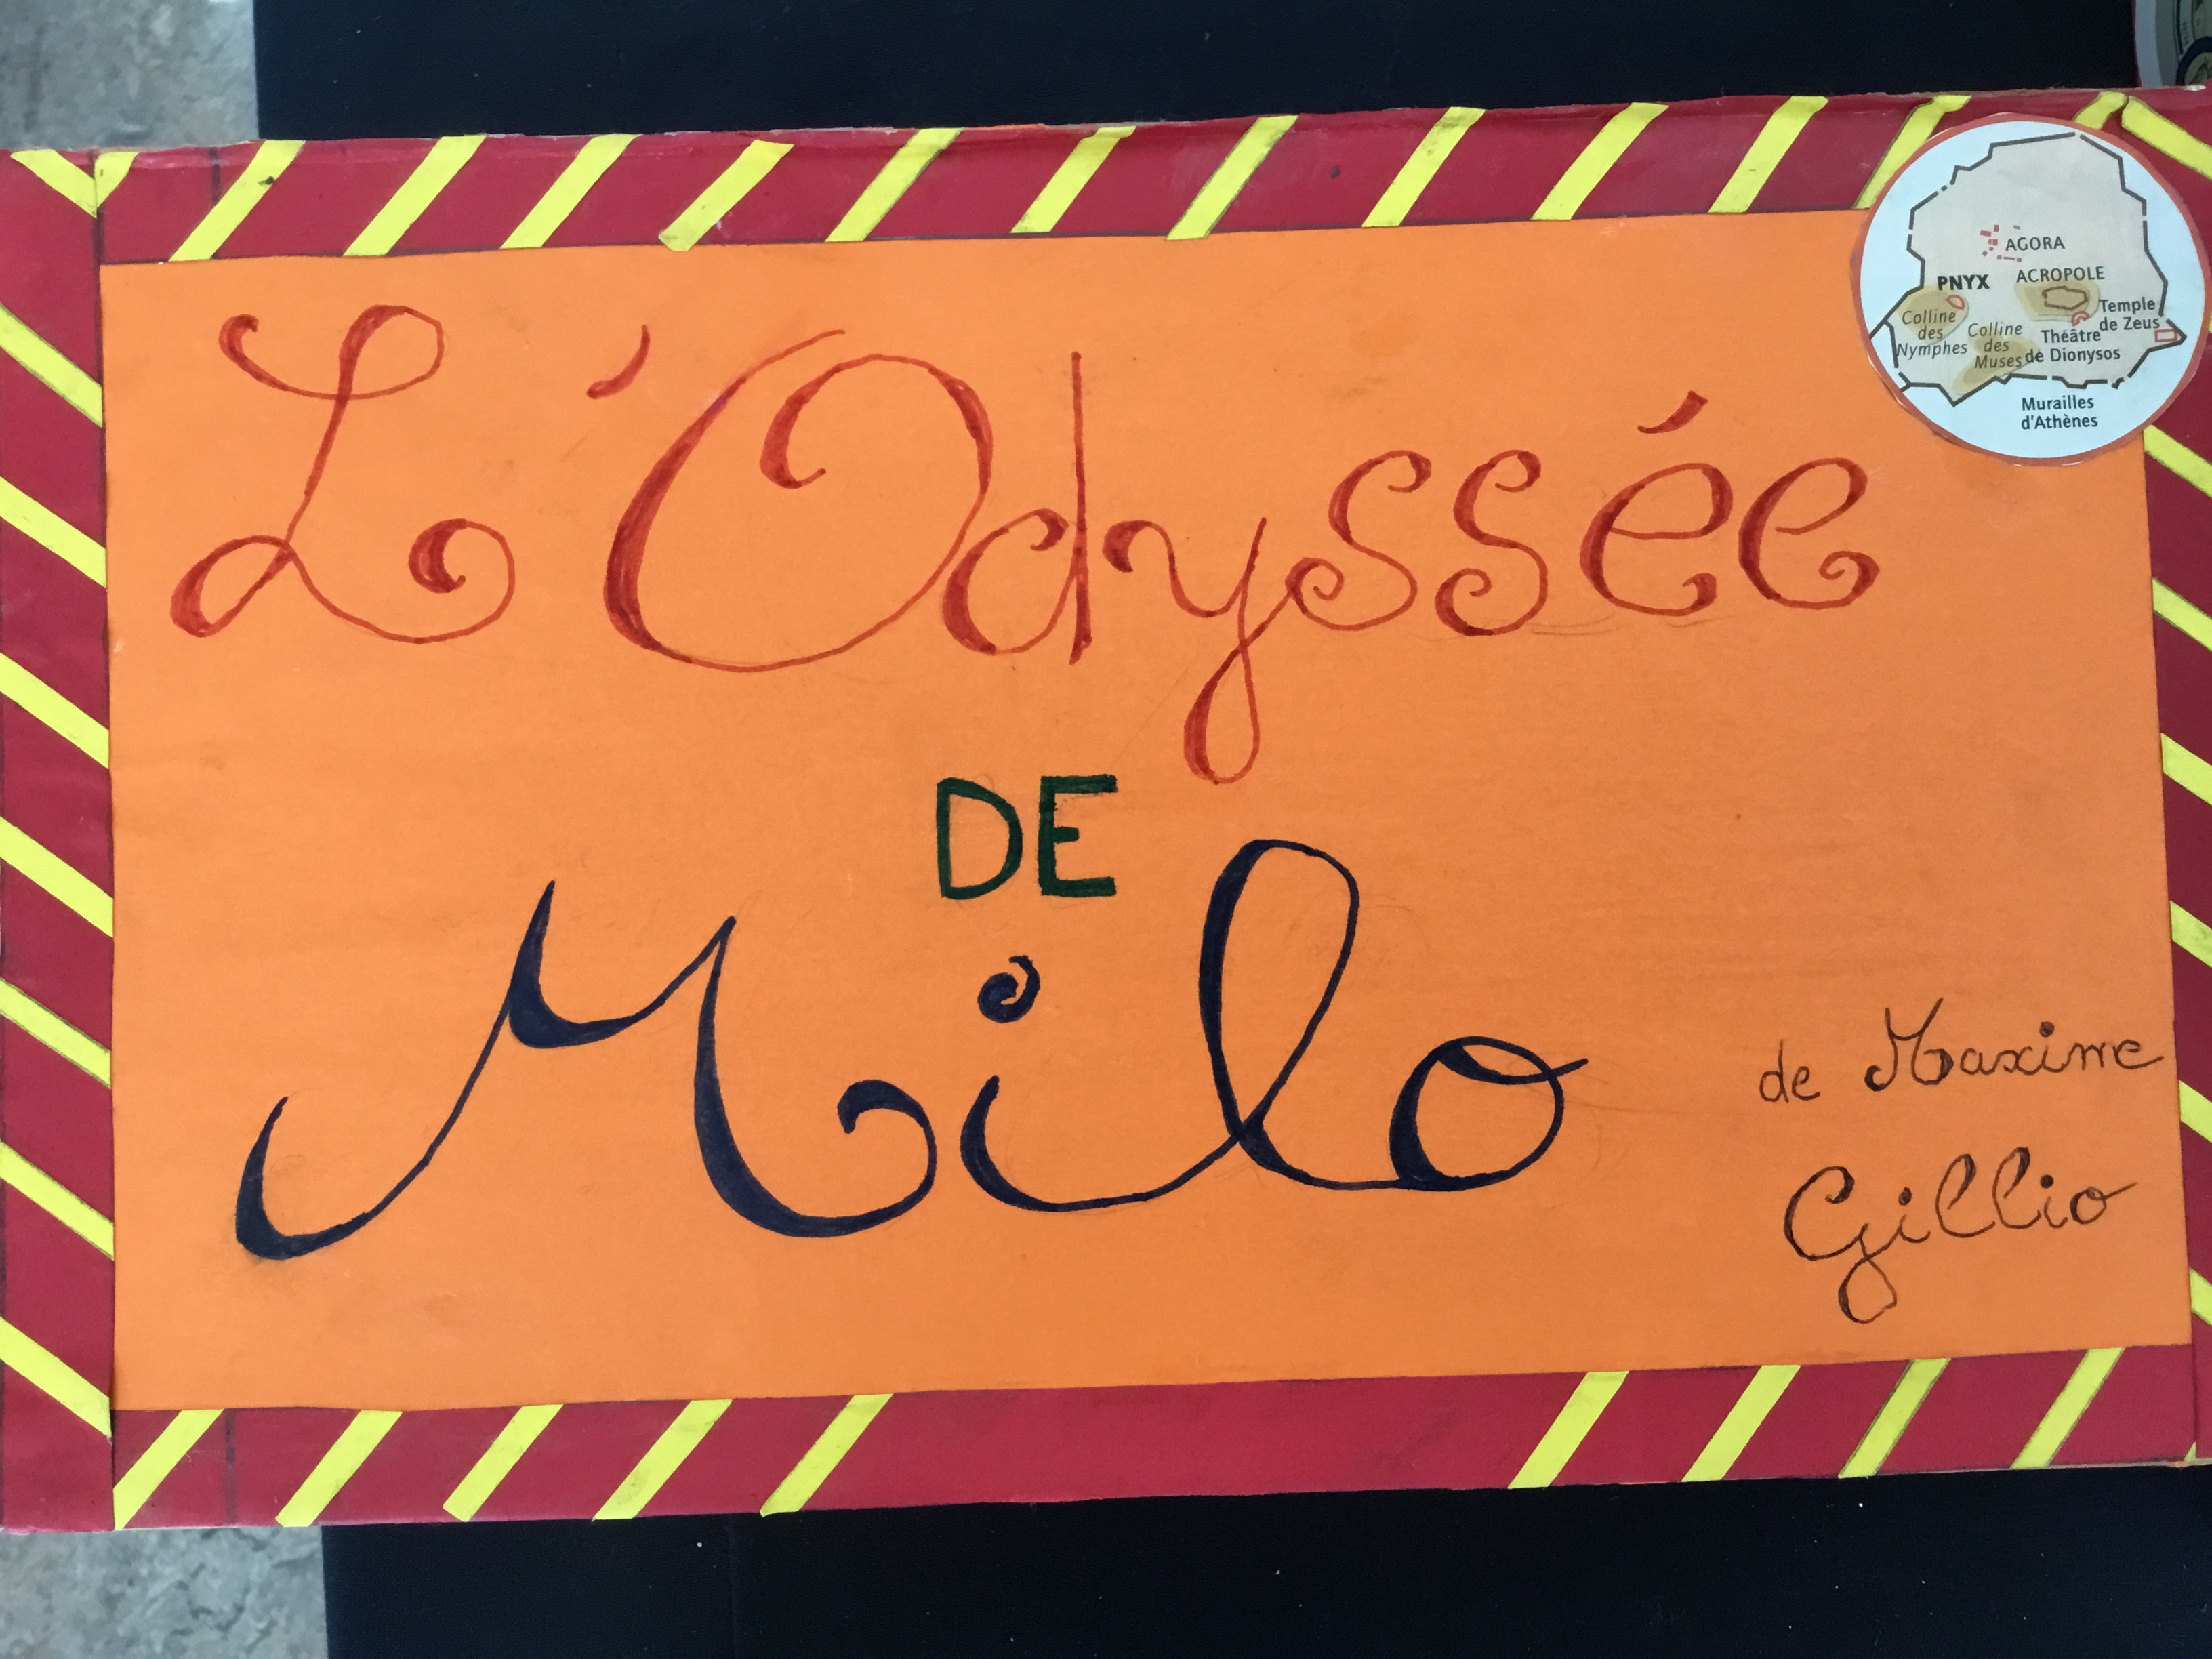 L'Odyssée
DE
Milo
de Maxime
Gillio
AGORA
PNYX
ACROPOLE
Colline
des
Nymphes
Colline
des
Muses
Temple
de Zeus
Théâtre
de Dionysos
Murailles
d'Athènes